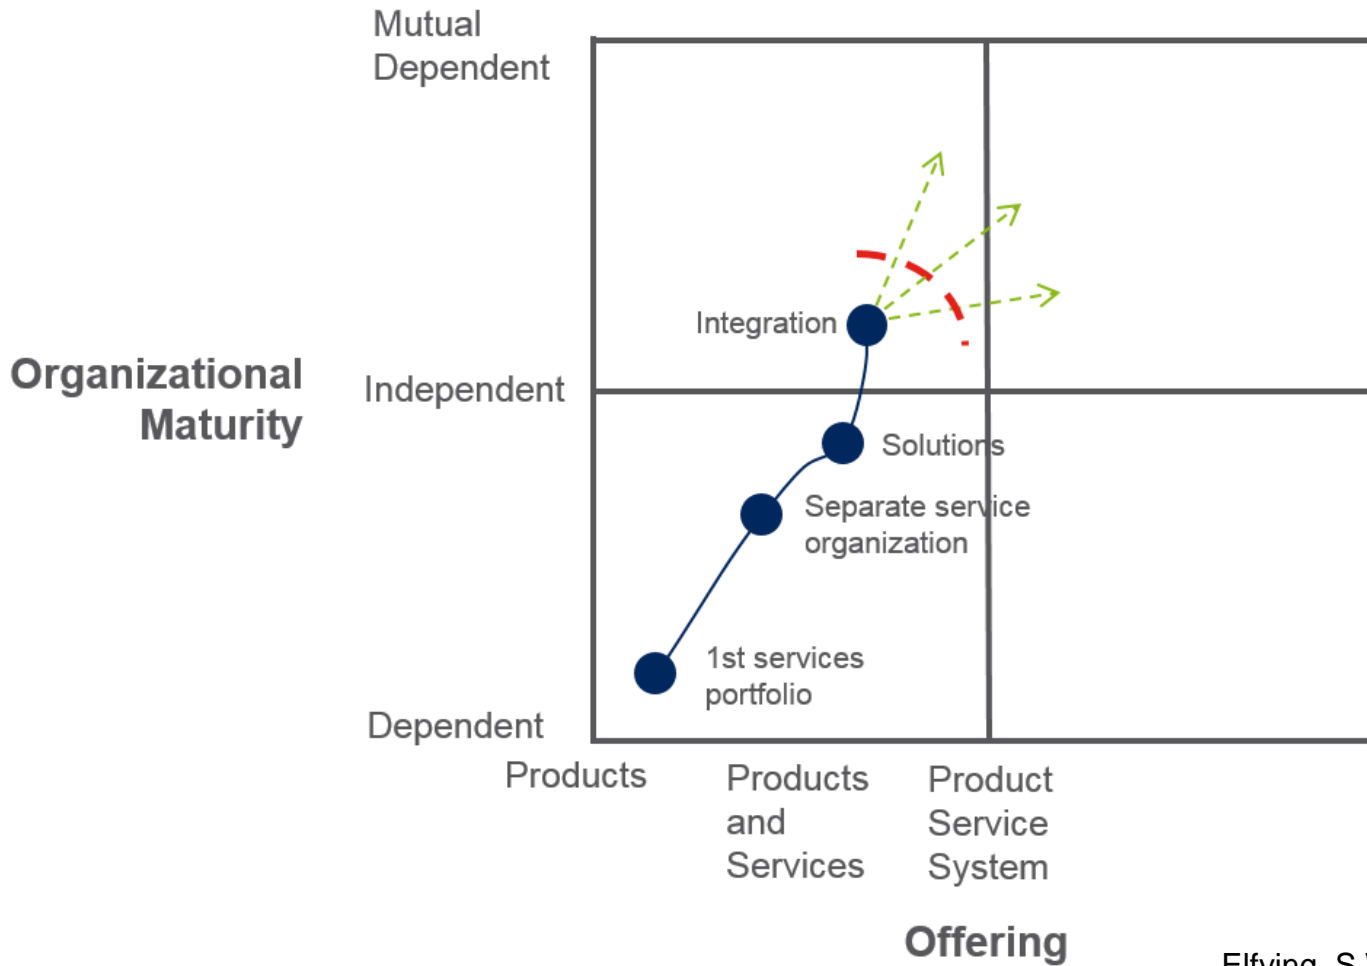 Mutual
Dependent
Integration
Organizational
Maturity
Independent
Solutions
Separate service
organization
1st services
portfolio
Dependent
Products
Products
and
Services
Product
Service
System
Offering